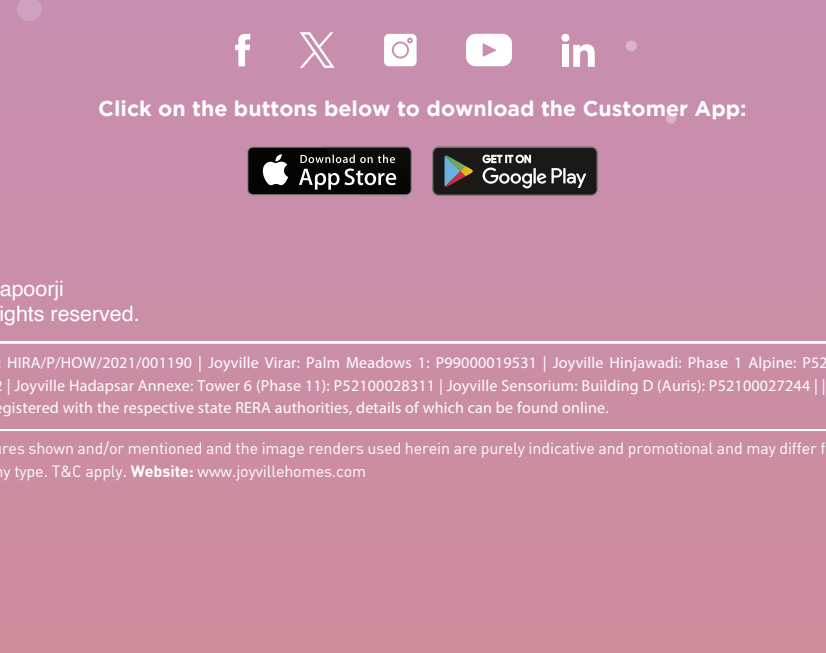 Click on the buttons below to download the Customer App:
Download on the
App Store
GET IT ON
Google Play
apoorji
ights reserved.
: HIRA/P/HOW/2021/001190 | Joyville Virar: Palm Meadows 1: P99000019531 | Joyville Hinjawadi: Phase 1 Alpine: P52
| Joyville Hadapsar Annexe: Tower 6 (Phase 11): P52100028311 | Joyville Sensorium: Building D (Auris): P52100027244 | |
egistered with the respective state RERA authorities, details of which can be found online.
ures shown and/or mentioned and the image renders used herein are purely indicative and promotional and may differ f
ny type. T&C apply. Website: www.joyvillehomes.com